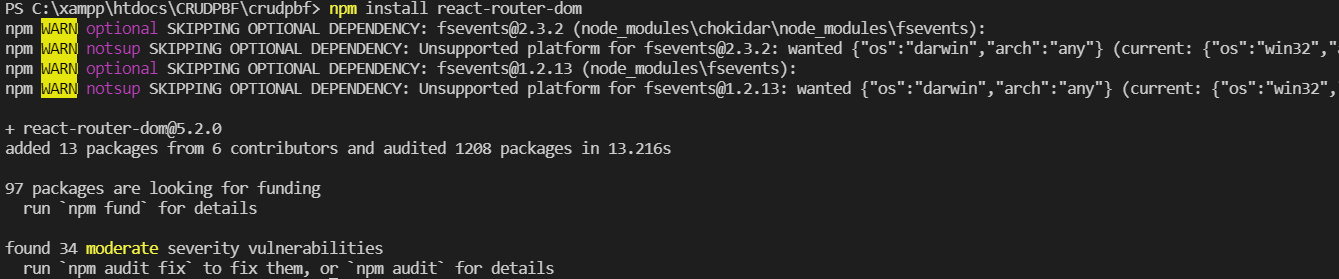 PS C:\xampp\htdocs\CRUDPBF\crudpbf> npm install react-router-dom
npm WARN optional SKIPPING OPTIONAL DEPENDENCY: fsevents@2.3.2 (node_modules\chokidar\node_modules\fsevents):
npm WARN notsup SKIPPING OPTIONAL DEPENDENCY: Unsupported platform for fsevents@2.3.2: wanted {"os":"darwin","arch":"any"} (current: {"os":"win32","
npm WARN optional SKIPPING OPTIONAL DEPENDENCY: fsevents@1.2.13 (node_modules\fsevents):
npm WARN notsup SKIPPING OPTIONAL DEPENDENCY: Unsupported platform for fsevents@1.2.13: wanted {"os":"darwin","arch":"any"} (current: {"os":"win32",
+ react-router-dom@5.2.0
added 13 packages from 6 contributors and audited 1208 packages in 13.216s
97 packages are looking for funding
  run `npm fund` for details
found 34 moderate severity vulnerabilities
  run `npm audit fix` to fix them, or `npm audit` for details